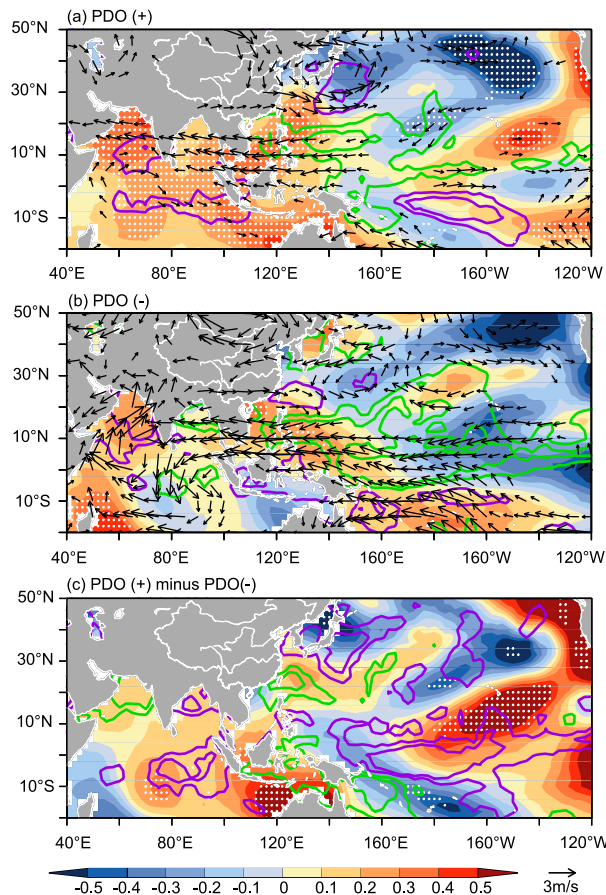 (a) PDO (+)
50°N
30°N
10°N
10°S
40°E 80°E 120°E 160°E 160°W 120°W
(b) PDO (-)
50°N
30°N
10°N
10°S
40°E 80°E 120°E 160°E 160°W 120°W
(c) PDO (+) minus PDO(-)
50°N
30°N
10°N
10°S
40°E 80°E 120°E 160°E 160°W 120°W
-0.5 -0.4 -0.3 -0.2 -0.1 0 0.1 0.2 0.3 0.4 0.5
3m/s